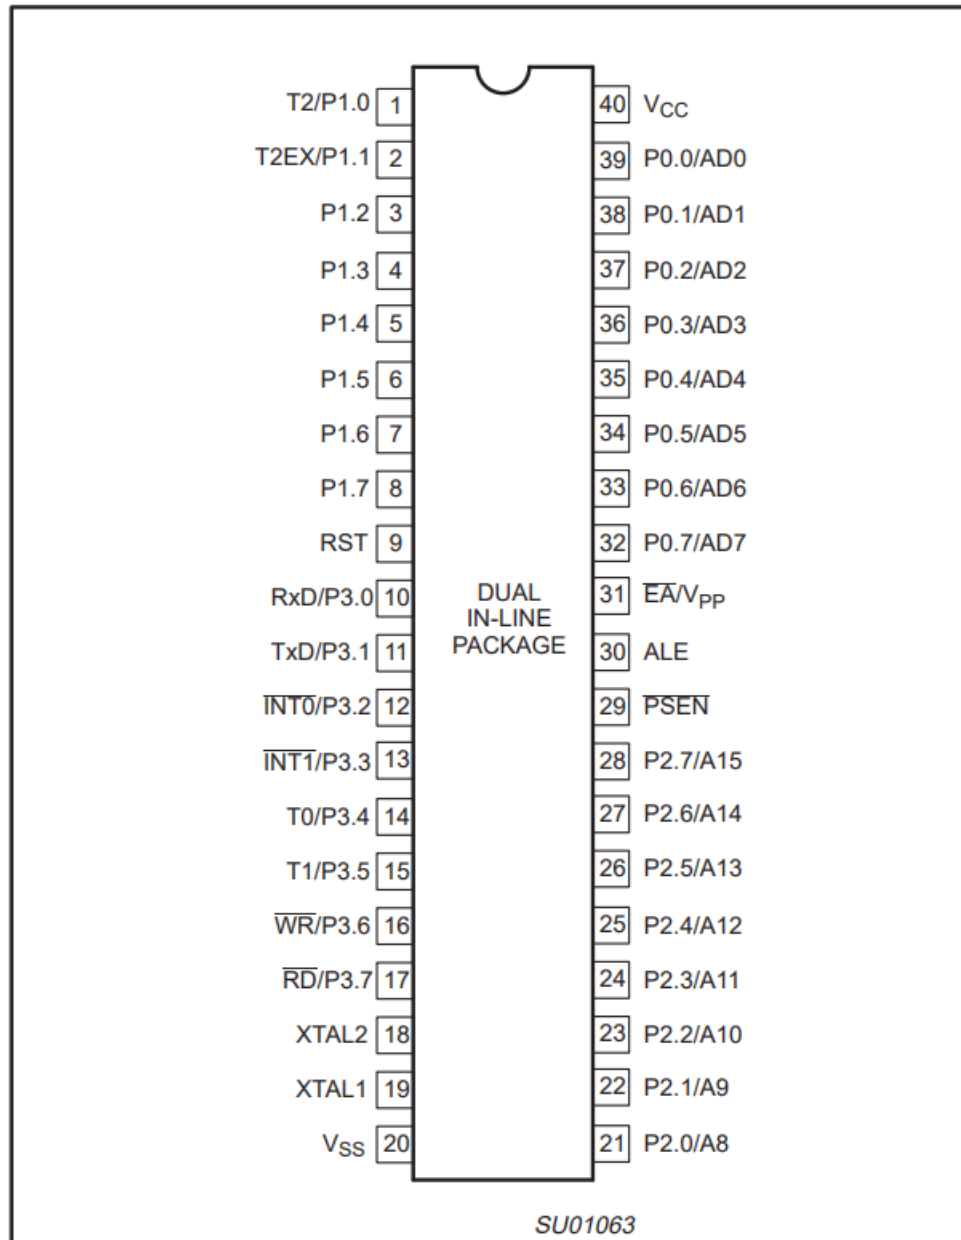 T2/P1.0 1 40 VCC
T2EX/P1.1 2 39 P0.0/AD0
P1.2 3 38 P0.1/AD1
P1.3 4 37 P0.2/AD2
P1.4 5 36 P0.3/AD3
P1.5 6 35 P0.4/AD4
P1.6 7 34 P0.5/AD5
P1.7 8 33 P0.6/AD6
RST 9 32 P0.7/AD7
RxD/P3.0 10 31 E̅A̅/VPP
TxD/P3.1 11 30 ALE
I̅N̅T̅0̅/P3.2 12 29 P̅S̅E̅N̅
I̅N̅T̅1̅/P3.3 13 28 P2.7/A15
T0/P3.4 14 27 P2.6/A14
T1/P3.5 15 26 P2.5/A13
W̅R̅/P3.6 16 25 P2.4/A12
R̅D̅/P3.7 17 24 P2.3/A11
XTAL2 18 23 P2.2/A10
XTAL1 19 22 P2.1/A9
VSS 20 21 P2.0/A8
DUAL
IN-LINE
PACKAGE
SU01063